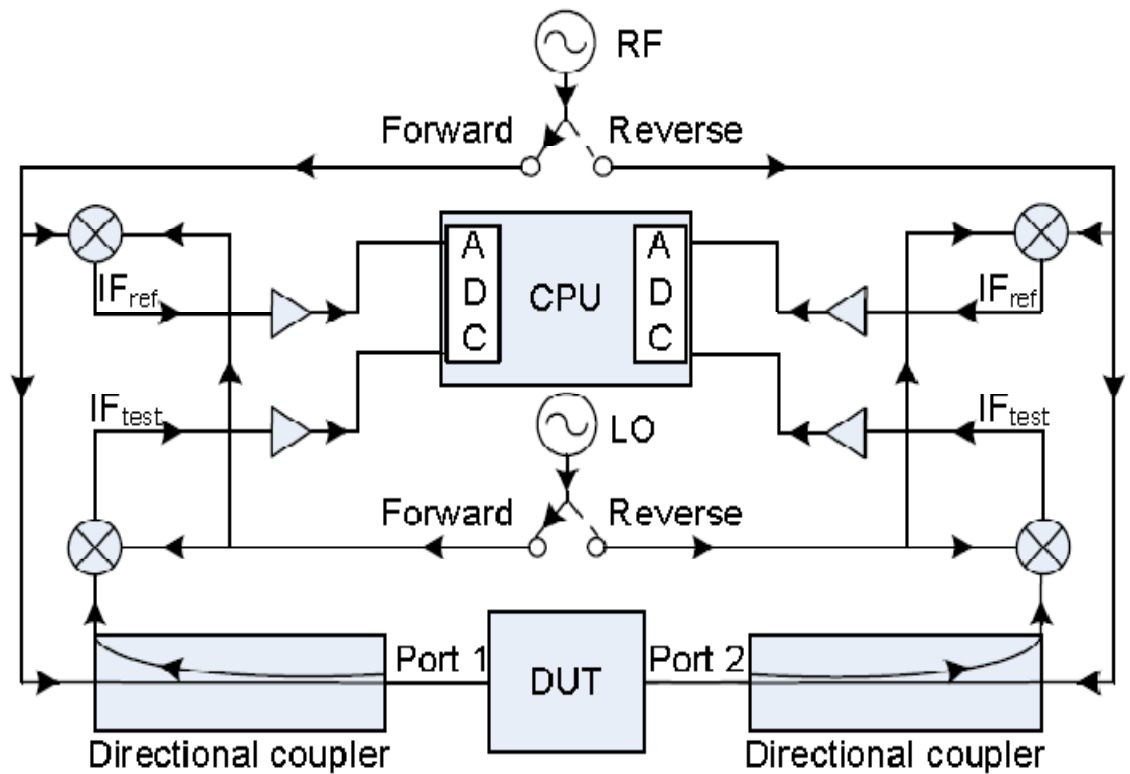 RF
Forward Reverse
A
D
C
CPU
A
D
C
IFref
IFref
IFtest
IFtest
LO
Forward Reverse
Port 1
DUT
Port 2
Directional coupler
Directional coupler